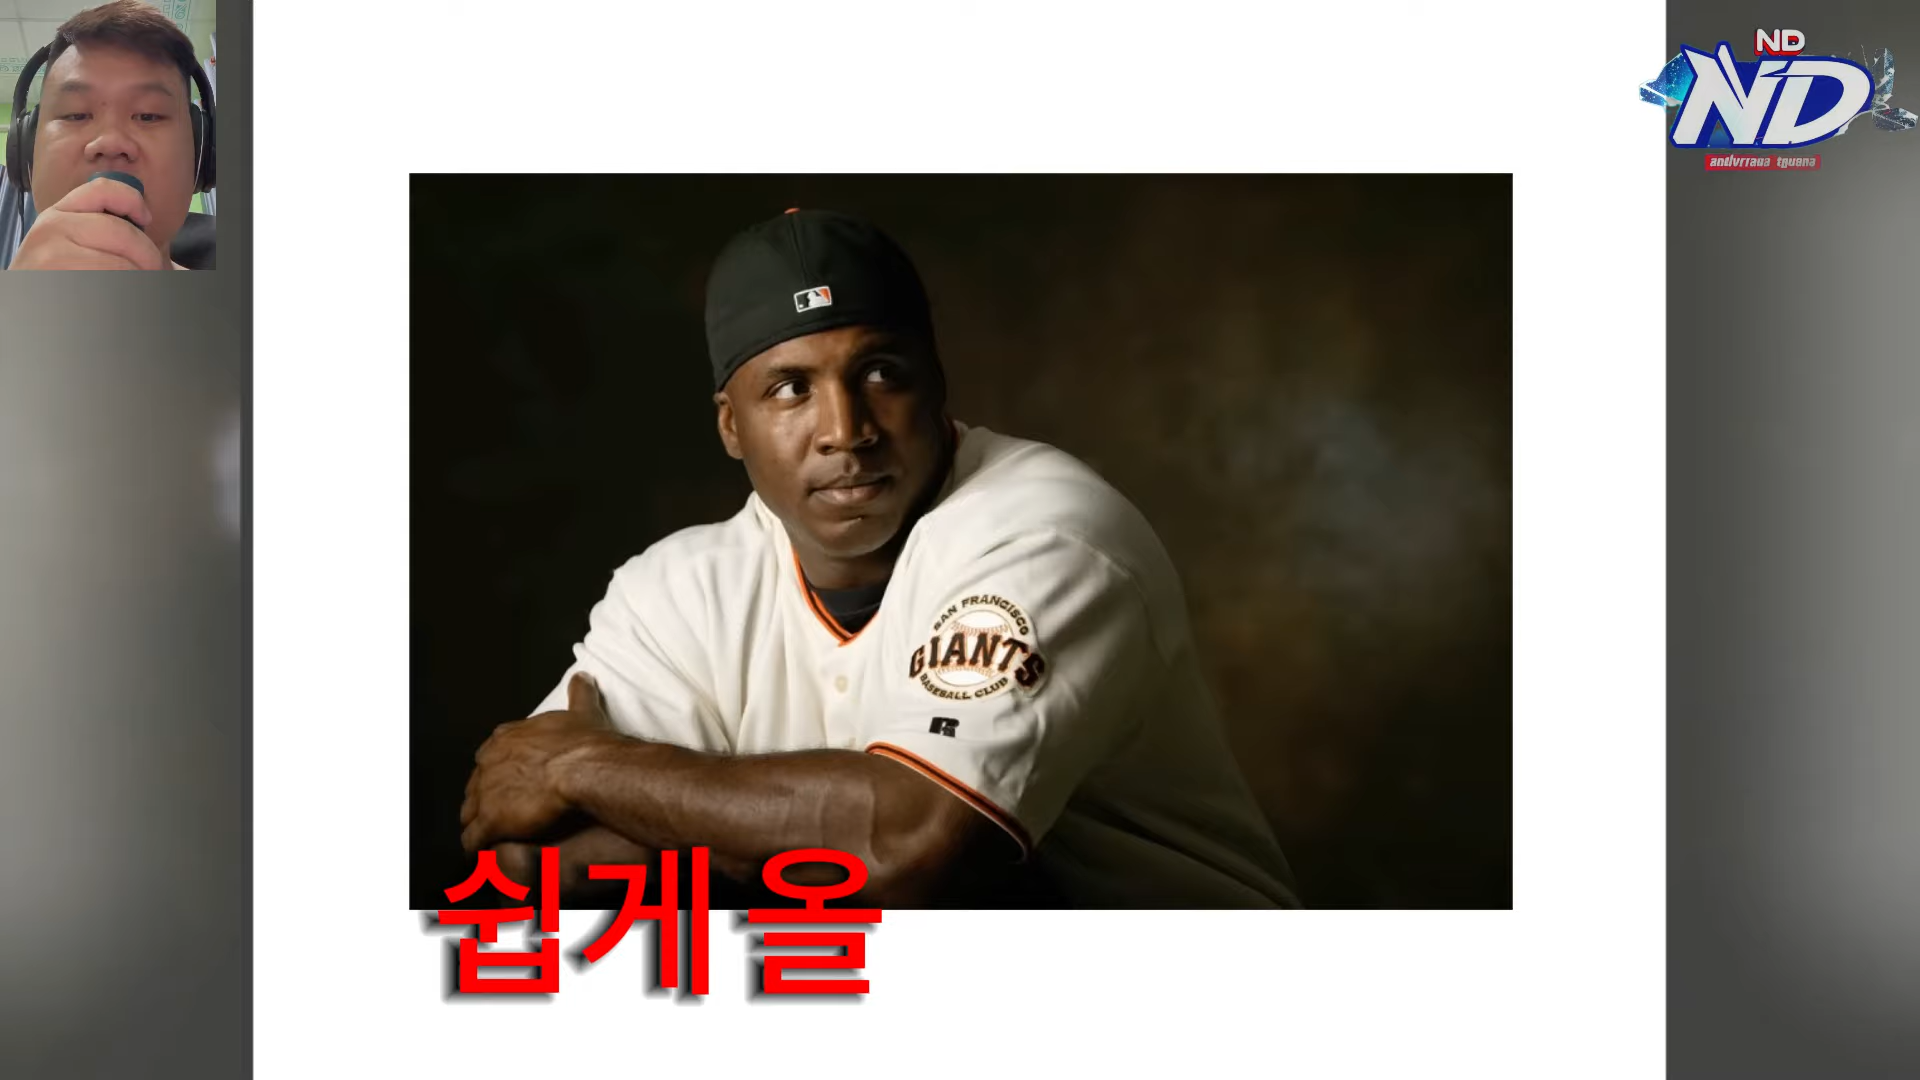 ND
ND
SAN FRANCISCO
GIANTS
BASEBALL CLUB
R
쉽게올